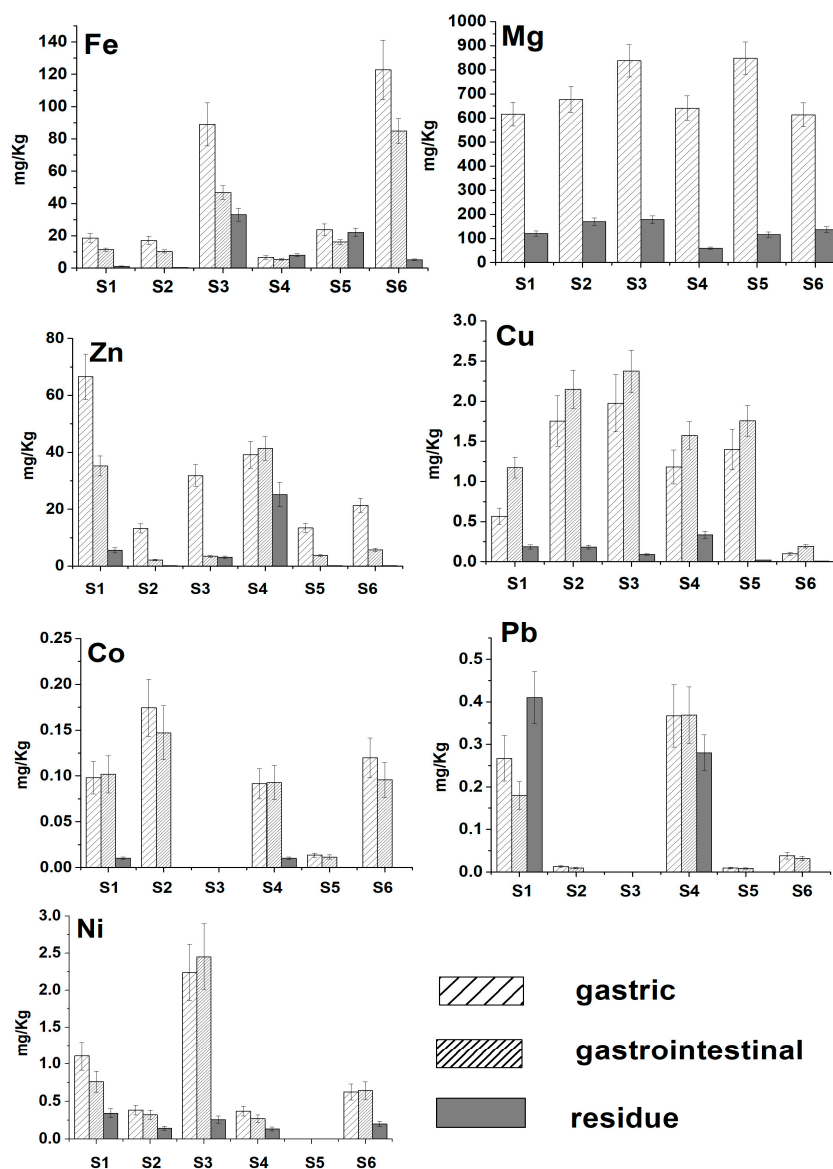 Fe
mg/Kg
140
120
100
80
60
40
20
0
S1 S2 S3 S4 S5 S6
Mg
mg/Kg
1000
900
800
700
600
500
400
300
200
100
0
S1 S2 S3 S4 S5 S6
Zn
mg/Kg
80
60
40
20
0
S1 S2 S3 S4 S5 S6
Cu
mg/Kg
3.0
2.5
2.0
1.5
1.0
0.5
0.0
S1 S2 S3 S4 S5 S6
Co
mg/Kg
0.25
0.20
0.15
0.10
0.05
0.00
S1 S2 S3 S4 S5 S6
Pb
mg/Kg
0.5
0.4
0.3
0.2
0.1
0.0
S1 S2 S3 S4 S5 S6
Ni
mg/Kg
3.0
2.5
2.0
1.5
1.0
0.5
0.0
S1 S2 S3 S4 S5 S6
gastric
gastrointestinal
residue